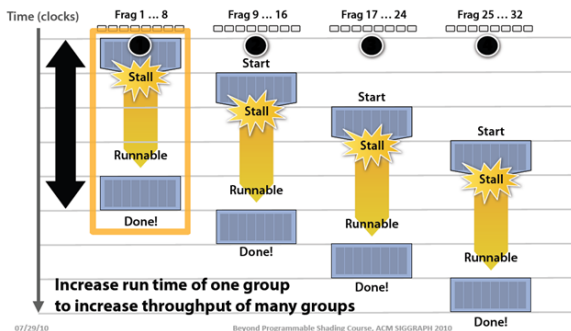 Time (clocks)
Frag 1 … 8
Frag 9 … 16
Frag 17 … 24
Frag 25 … 32
Start
Stall
Stall
Start
Stall
Start
Stall
Runnable
Runnable
Runnable
Runnable
Done!
Done!
Done!
Done!
Increase run time of one group
to increase throughput of many groups
07/29/10
Beyond Programmable Shading Course, ACM SIGGRAPH 2010